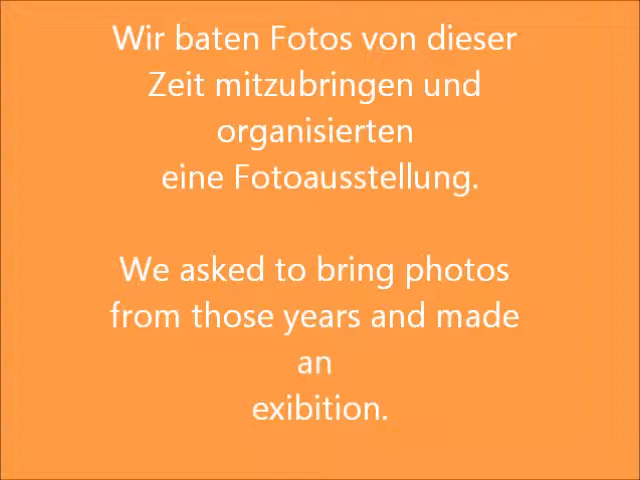 Wir baten Fotos von dieser
Zeit mitzubringen und
organisierten
eine Fotoausstellung.
We asked to bring photos
from those years and made
an
exibition.